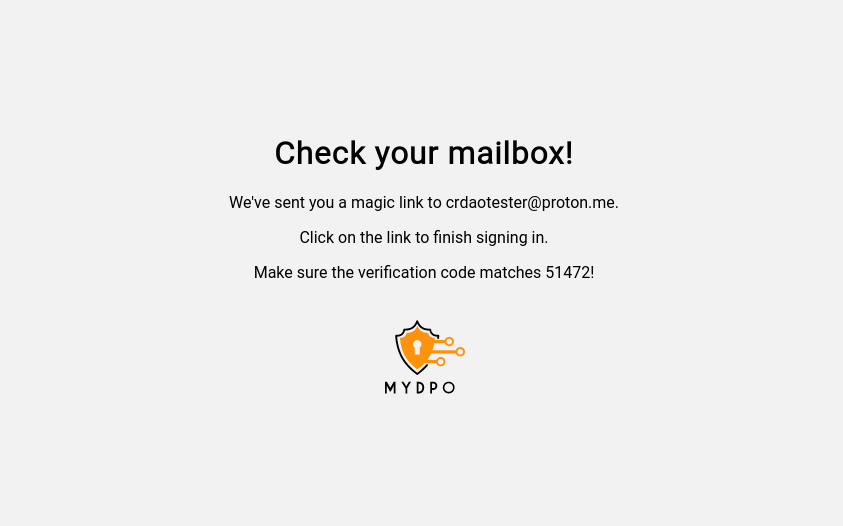 Check your mailbox!
We've sent you a magic link to crdaotester@proton.me.
Click on the link to finish signing in.
Make sure the verification code matches 51472!
MYDPO